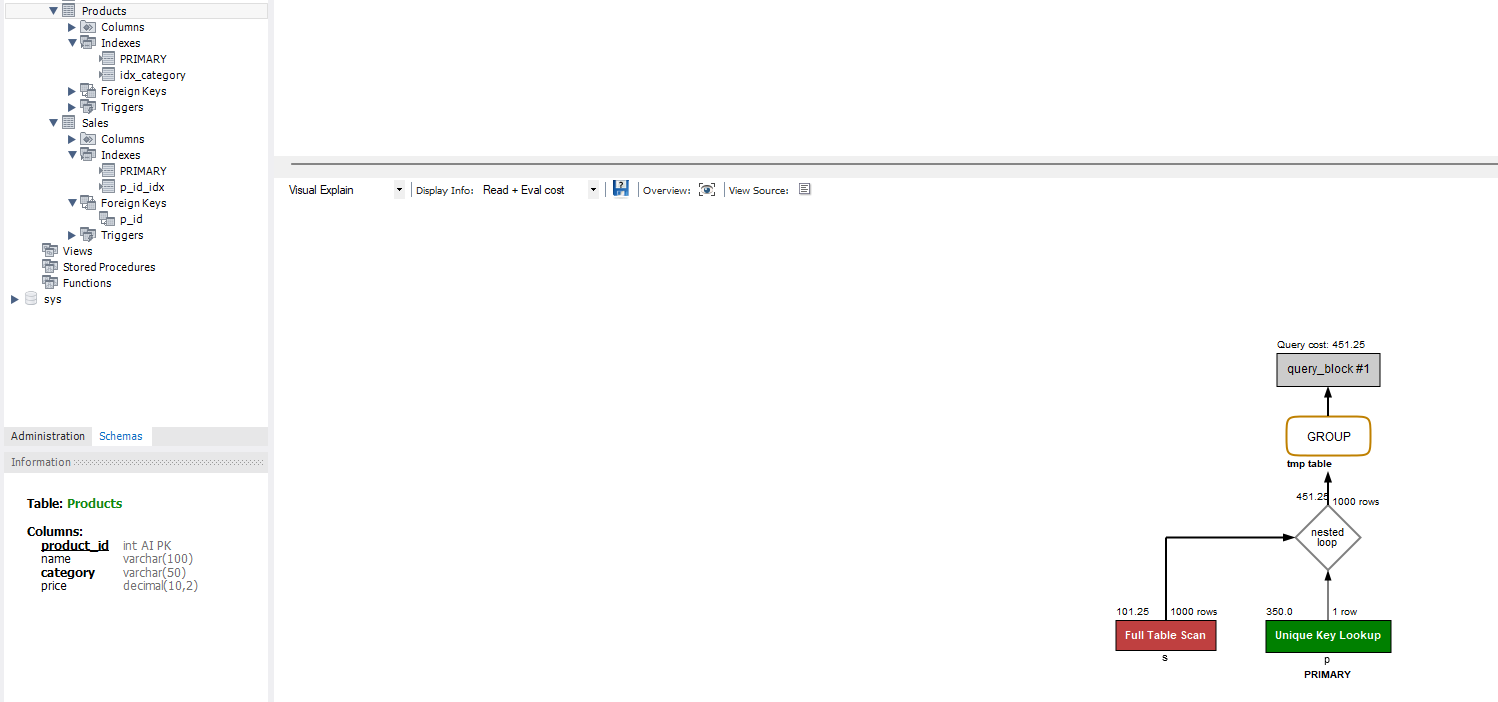 Products
Columns
Indexes
PRIMARY
idx_category
Foreign Keys
Triggers
Sales
Columns
Indexes
PRIMARY
p_id_idx
Foreign Keys
p_id
Triggers
Views
Stored Procedures
Functions
sys
Administration Schemas
Information
Table: Products
Columns:
product_id int AI PK
name varchar(100)
category varchar(50)
price decimal(10,2)
Visual Explain Display Info: Read + Eval cost Overview: View Source:
Query cost: 451.25
query_block #1
GROUP
tmp table
451.25 1000 rows
nested
loop
101.25 1000 rows 350.0 1 row
Full Table Scan Unique Key Lookup
s p
PRIMARY